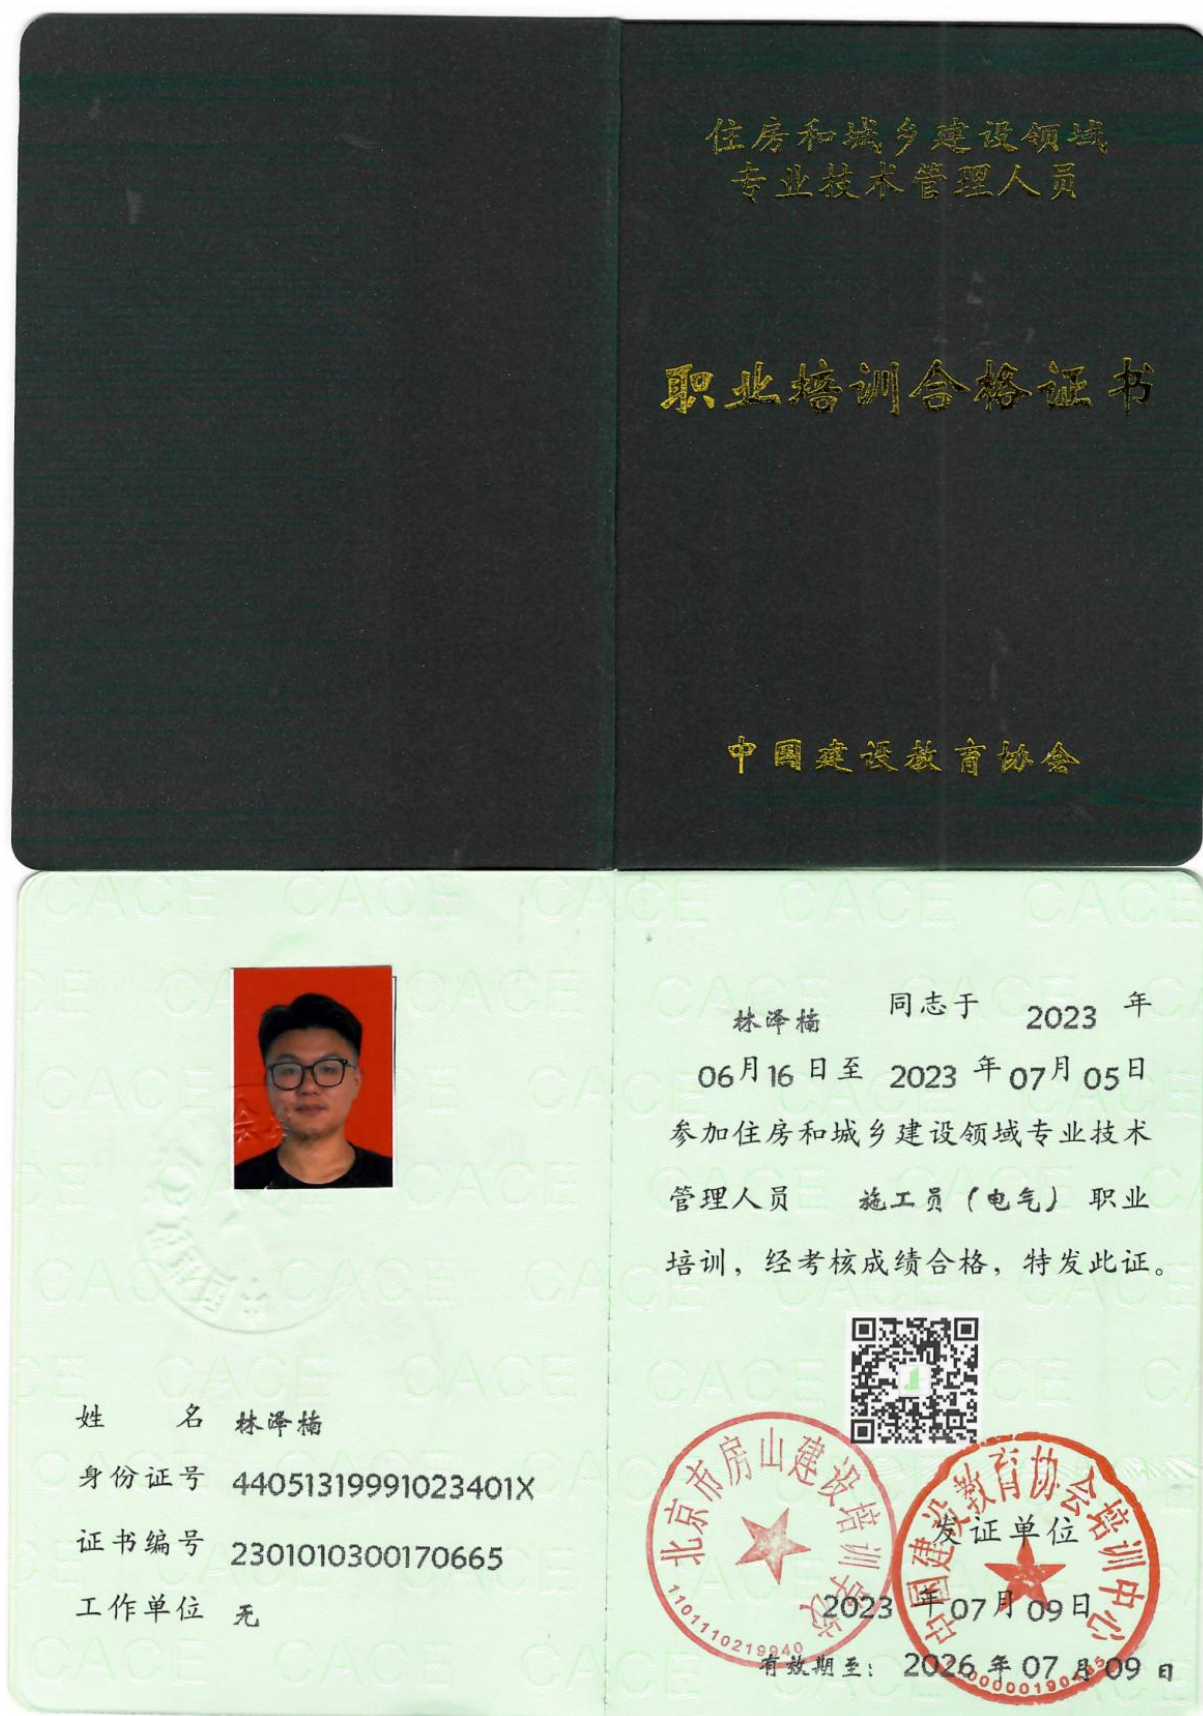 住房和城乡建设领域
专业技术管理人员
职业培训合格证书
中国建设教育协会
林泽楠 同志于 2023 年
06月16日至 2023 年07月05日
参加住房和城乡建设领域专业技术
管理人员 施工员（电气） 职业
培训，经考核成绩合格，特发此证。
姓 名 林泽楠
身份证号 44051319991023401X
证书编号 2301010300170665
工作单位 无
北京市房山建设培训学校
1101110219940
中国建设教育协会培训中心
发证单位
2023 年07月09日
有效期至： 2026年07月09日
CACE